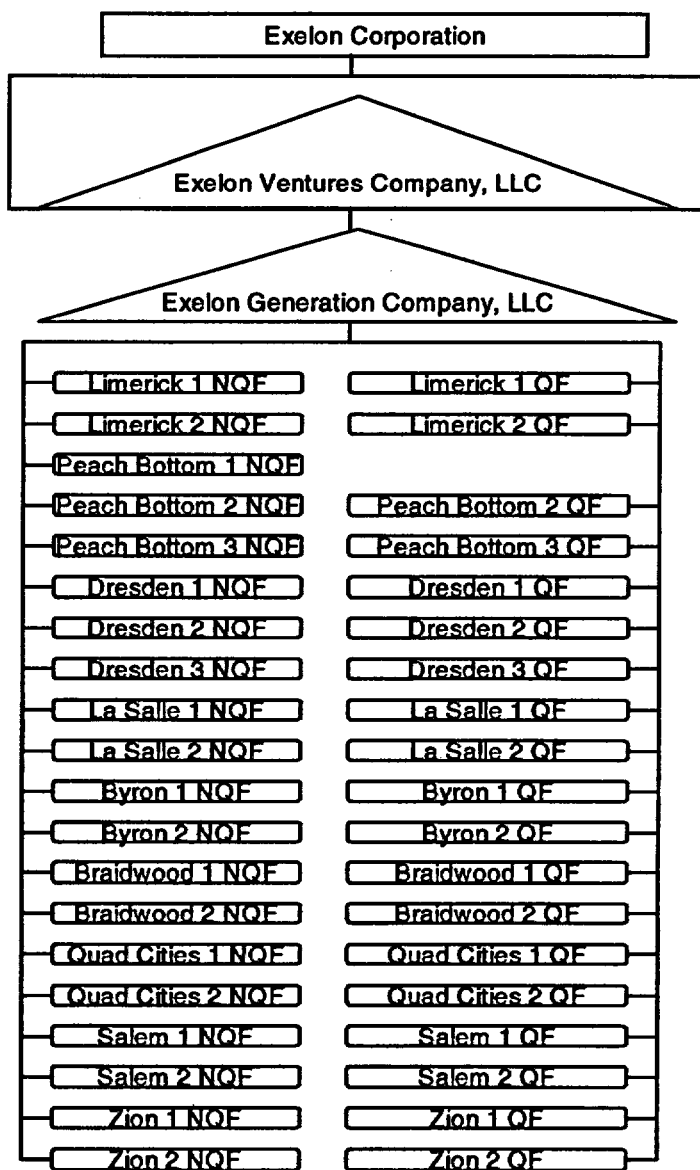 Exelon Corporation
Exelon Ventures Company, LLC
Exelon Generation Company, LLC
Limerick 1 NQF Limerick 1 QF
Limerick 2 NQF Limerick 2 QF
Peach Bottom 1 NQF
Peach Bottom 2 NQF Peach Bottom 2 QF
Peach Bottom 3 NQF Peach Bottom 3 QF
Dresden 1 NQF Dresden 1 QF
Dresden 2 NQF Dresden 2 QF
Dresden 3 NQF Dresden 3 QF
La Salle 1 NQF La Salle 1 QF
La Salle 2 NQF La Salle 2 QF
Byron 1 NQF Byron 1 QF
Byron 2 NQF Byron 2 QF
Braidwood 1 NQF Braidwood 1 QF
Braidwood 2 NQF Braidwood 2 QF
Quad Cities 1 NQF Quad Cities 1 QF
Quad Cities 2 NQF Quad Cities 2 QF
Salem 1 NQF Salem 1 QF
Salem 2 NQF Salem 2 QF
Zion 1 NQF Zion 1 QF
Zion 2 NQF Zion 2 QF